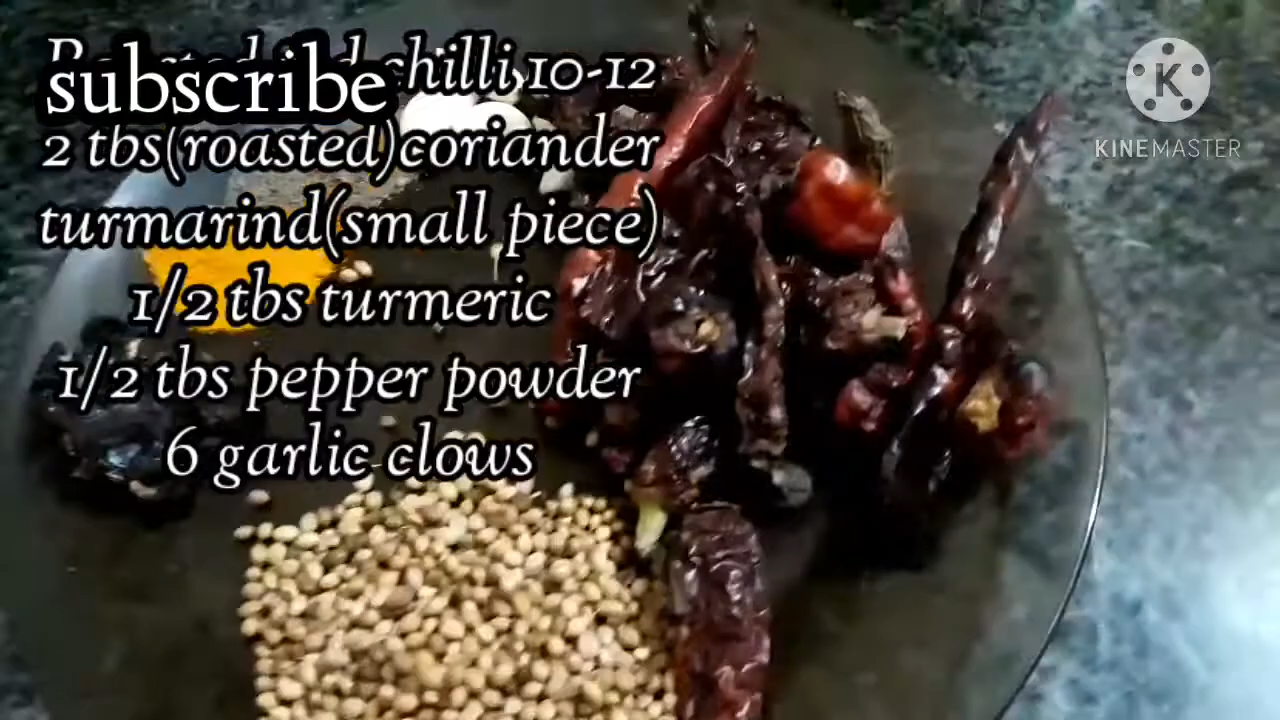 subscribe
chilli 10-12
2 tbs(roasted)coriander
turmarind(small piece)
1/2 tbs turmeric
1/2 tbs pepper powder
6 garlic clows
K
KINEMASTER